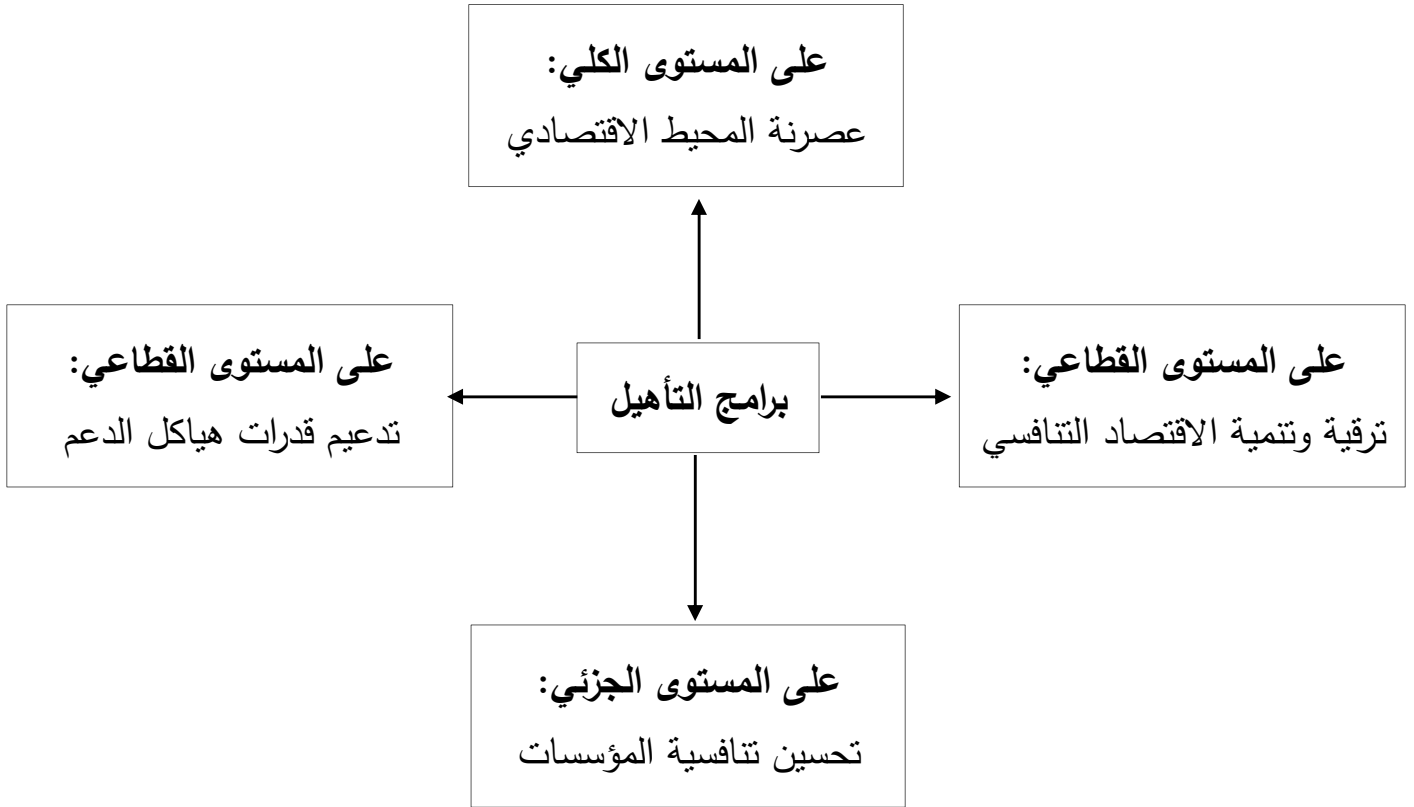 على المستوى الكلي:
عصرنة المحيط الاقتصادي
على المستوى القطاعي:
ترقية وتنمية الاقتصاد التنافسي
برامج التأهيل
على المستوى القطاعي:
تدعيم قدرات هياكل الدعم
على المستوى الجزئي:
تحسين تنافسية المؤسسات